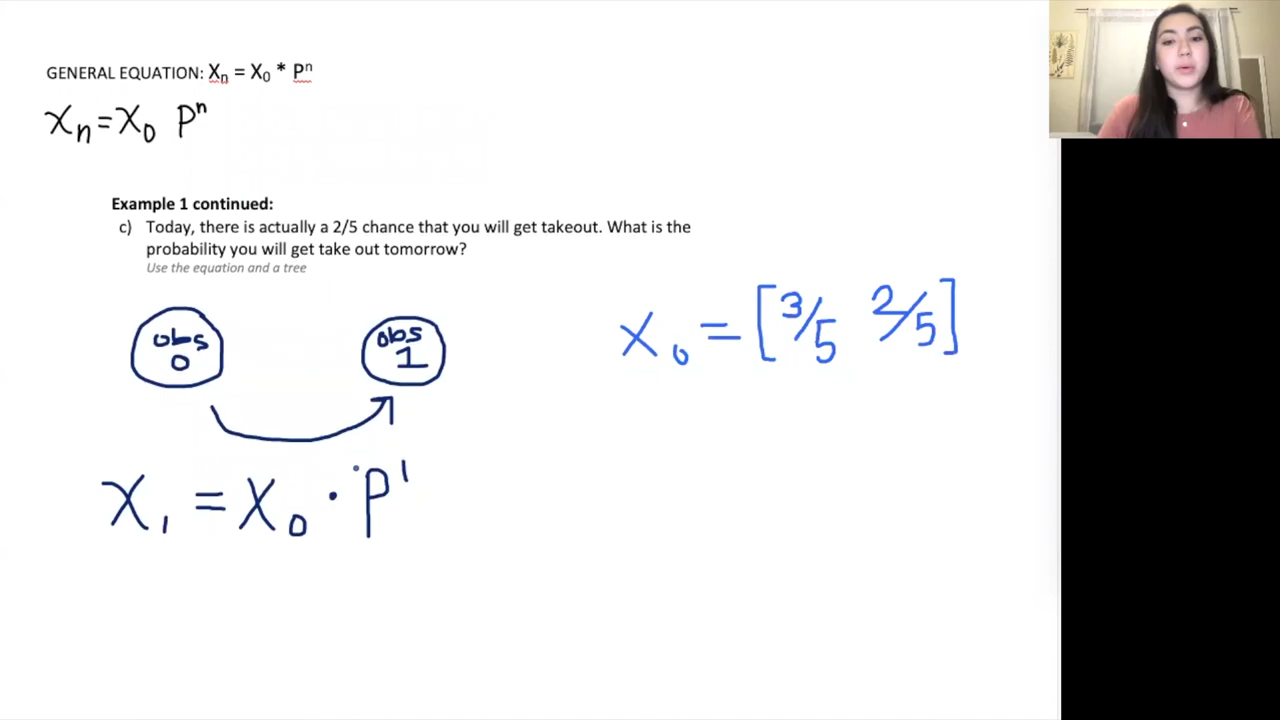 GENERAL EQUATION: Xn = X0 * Pⁿ
Xn = X0 Pⁿ
Example 1 continued:
c) Today, there is actually a 2/5 chance that you will get takeout. What is the
probability you will get take out tomorrow?
Use the equation and a tree
obs
0
obs
1
X0 = [3/5 2/5]
X1 = X0 · P¹